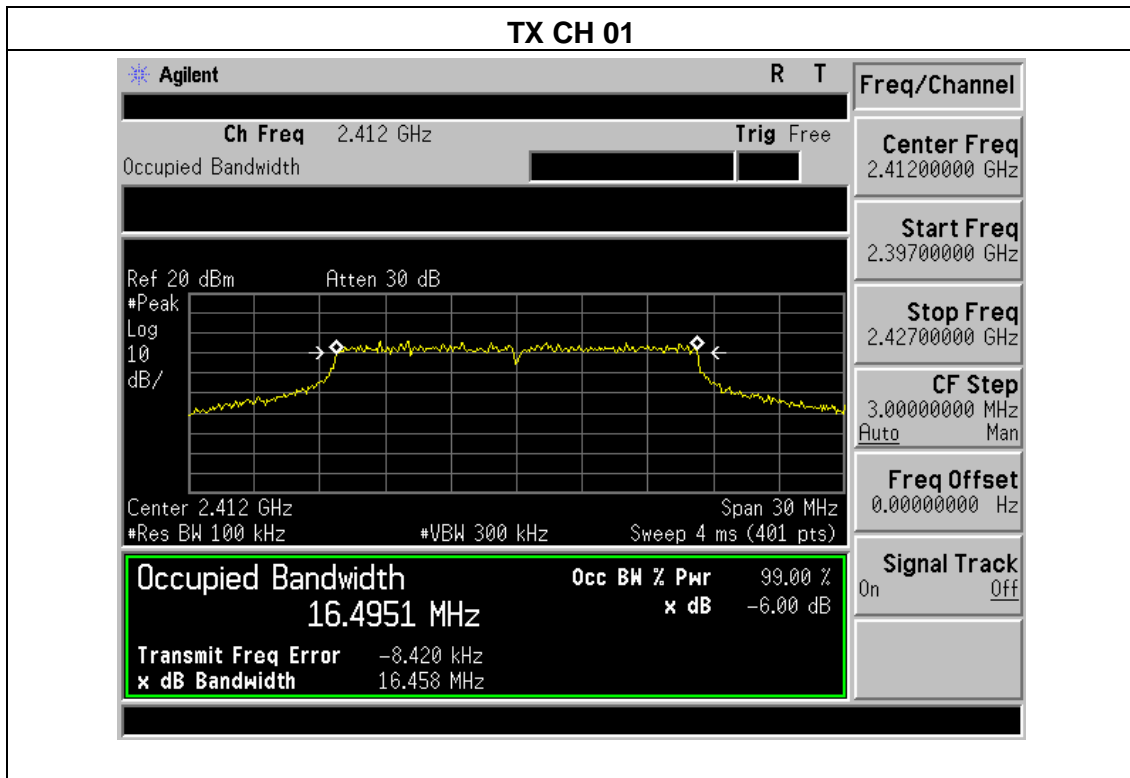 TX CH 01
Agilent R T
Ch Freq 2.412 GHz Trig Free
Occupied Bandwidth
Ref 20 dBm Atten 30 dB
#Peak
Log
10
dB/
Center 2.412 GHz Span 30 MHz
#Res BW 100 kHz #VBW 300 kHz Sweep 4 ms (401 pts)
Occupied Bandwidth Occ BW % Pwr 99.00 %
16.4951 MHz x dB -6.00 dB
Transmit Freq Error -8.420 kHz
x dB Bandwidth 16.458 MHz
Freq/Channel
Center Freq
2.41200000 GHz
Start Freq
2.39700000 GHz
Stop Freq
2.42700000 GHz
CF Step
3.00000000 MHz
Auto Man
Freq Offset
0.00000000 Hz
Signal Track
On Off